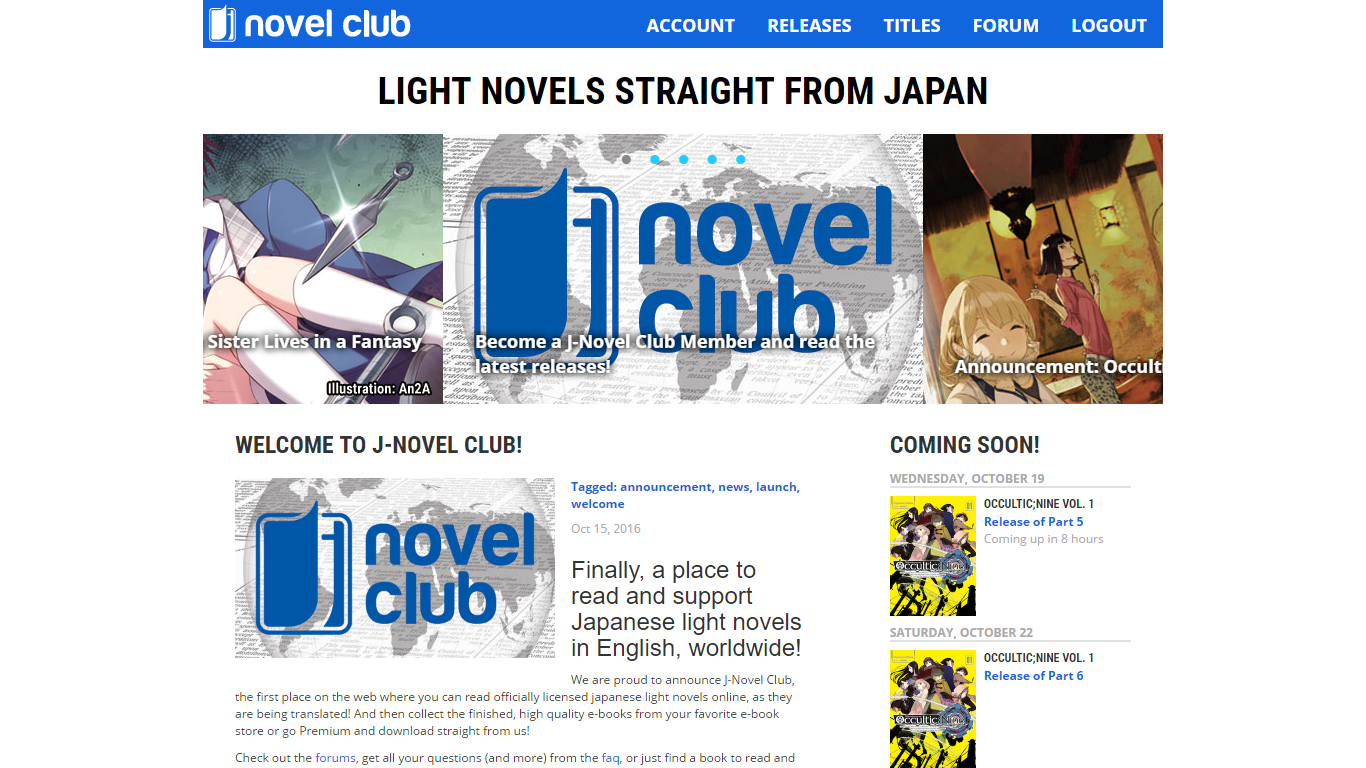 novel club
ACCOUNT RELEASES TITLES FORUM LOGOUT
LIGHT NOVELS STRAIGHT FROM JAPAN
novel
club
Sister Lives in a Fantasy
Illustration: An2A
Become a J-Novel Club Member and read the
latest releases!
Announcement: Occulti
WELCOME TO J-NOVEL CLUB!
novel
club
Tagged: announcement, news, launch,
welcome
Oct 15, 2016
Finally, a place to
read and support
Japanese light novels
in English, worldwide!
We are proud to announce J-Novel Club,
the first place on the web where you can read officially licensed japanese light novels online, as they
are being translated! And then collect the finished, high quality e-books from your favorite e-book
store or go Premium and download straight from us!
Check out the forums, get all your questions (and more) from the faq, or just find a book to read and
COMING SOON!
WEDNESDAY, OCTOBER 19
OCCULTIC;NINE VOL. 1
Release of Part 5
Coming up in 8 hours
SATURDAY, OCTOBER 22
OCCULTIC;NINE VOL. 1
Release of Part 6